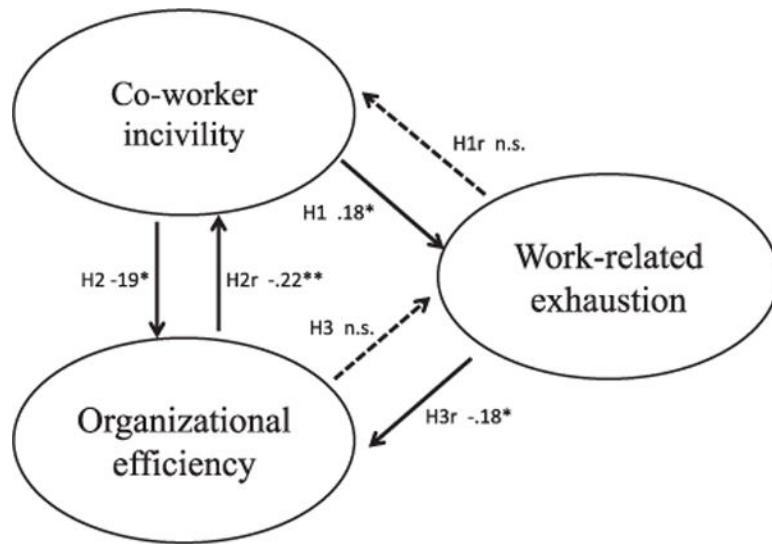 Co-worker
incivility
H1r n.s.
H1 .18*
Work-related
exhaustion
H2 -19*
H2r -.22**
H3 n.s.
H3r -.18*
Organizational
efficiency